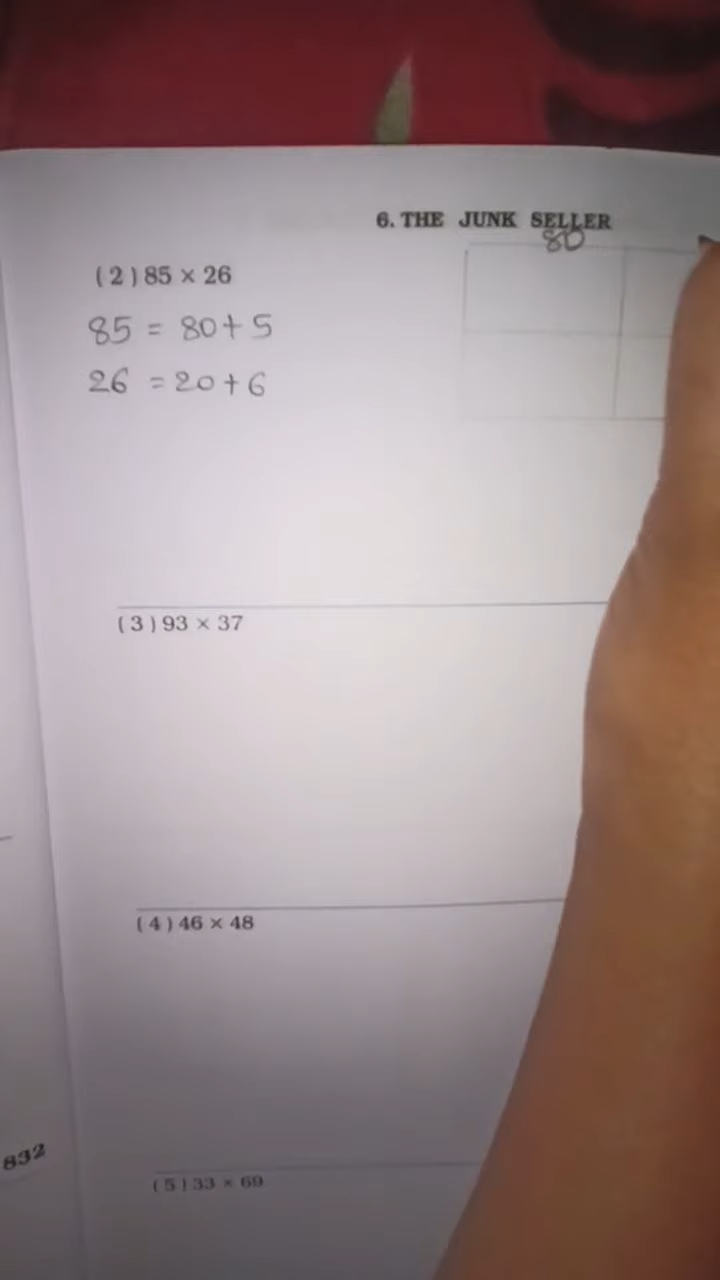 6. THE JUNK SELLER
80
(2) 85 × 26
85 = 80 + 5
26 = 20 + 6
(3) 93 × 37
(4) 46 × 48
832
(5) 33 × 69